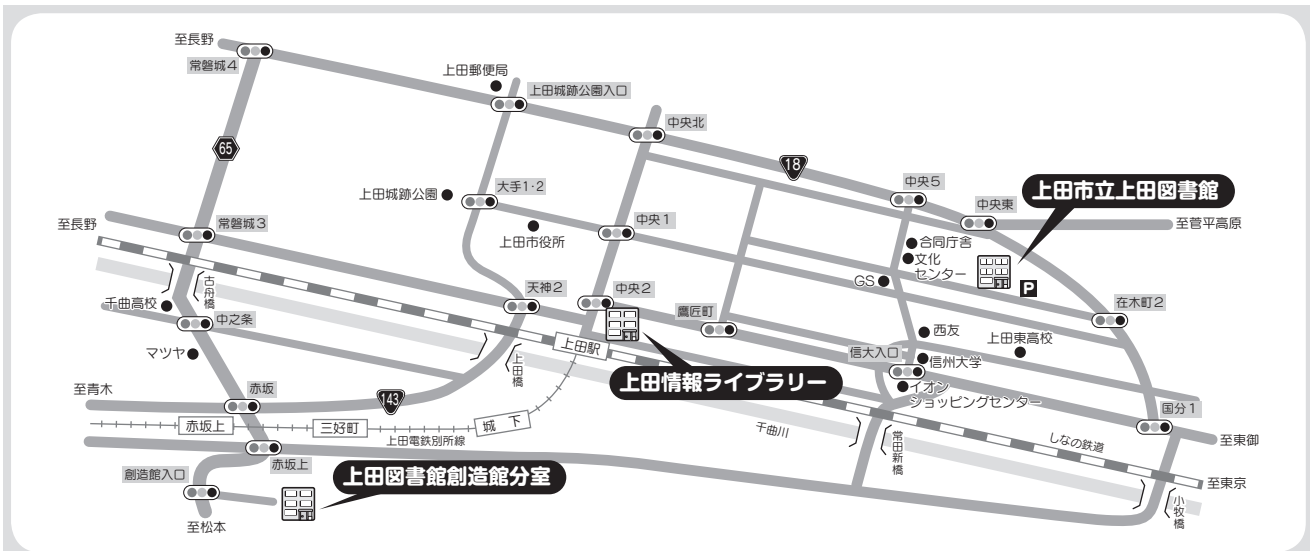 至長野
常磐城4
上田郵便局
上田城跡公園入口
中央北
65
18
上田城跡公園
大手1·2
中央5
上田市立上田図書館
中央東
至菅平高原
至長野
常磐城3
上田市役所
中央1
合同庁舎
文化
センター
GS
P
古舟橋
千曲高校
中之条
天神2
中央2
鷹匠町
在木町2
マツヤ
上田橋
上田駅
西友
上田東高校
信大入口
信州大学
上田情報ライブラリー
イオン
ショッピングセンター
至青木
赤坂
143
国分1
赤坂上
三好町
城下
上田電鉄別所線
千曲川
常田新橋
しなの鉄道
至東御
創造館入口
赤坂上
上田図書館創造館分室
至東京
小牧橋
至松本